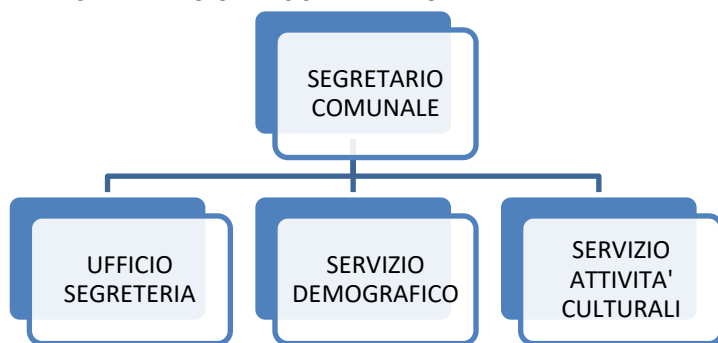 SEGRETARIO
COMUNALE
UFFICIO
SEGRETERIA
SERVIZIO
DEMOGRAFICO
SERVIZIO
ATTIVITA'
CULTURALI